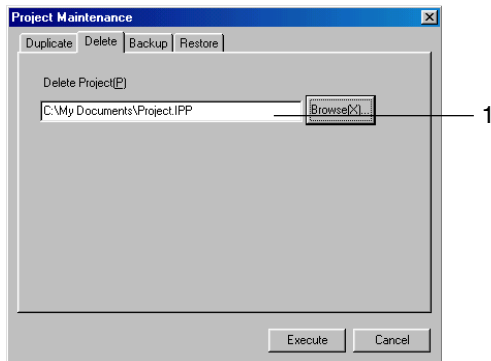 Project Maintenance
Duplicate Delete Backup Restore
Delete Project(P)
C:\My Documents\Project.IPP Browse(X)... 1
Execute Cancel